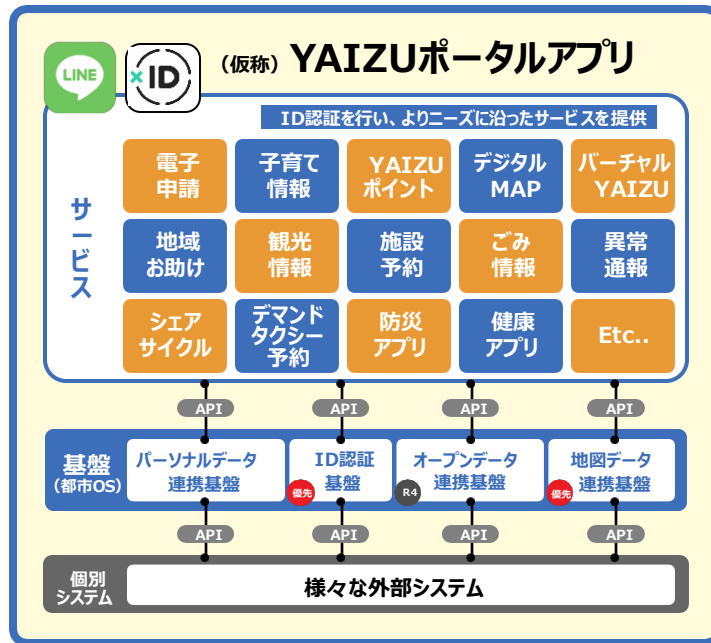 LINE
xID
（仮称）YAIZUポータルアプリ
ID認証を行い、よりニーズに沿ったサービスを提供
サービス
電子
申請
子育て
情報
YAIZU
ポイント
デジタル
MAP
バーチャル
YAIZU
地域
お助け
観光
情報
施設
予約
ごみ
情報
異常
通報
シェア
サイクル
デマンド
タクシー
予約
防災
アプリ
健康
アプリ
Etc..
API
API
API
API
基盤
（都市OS）
パーソナルデータ
連携基盤
ID認証
基盤
優先
オープンデータ
連携基盤
R4
地図データ
連携基盤
優先
API
API
API
API
個別
システム
様々な外部システム